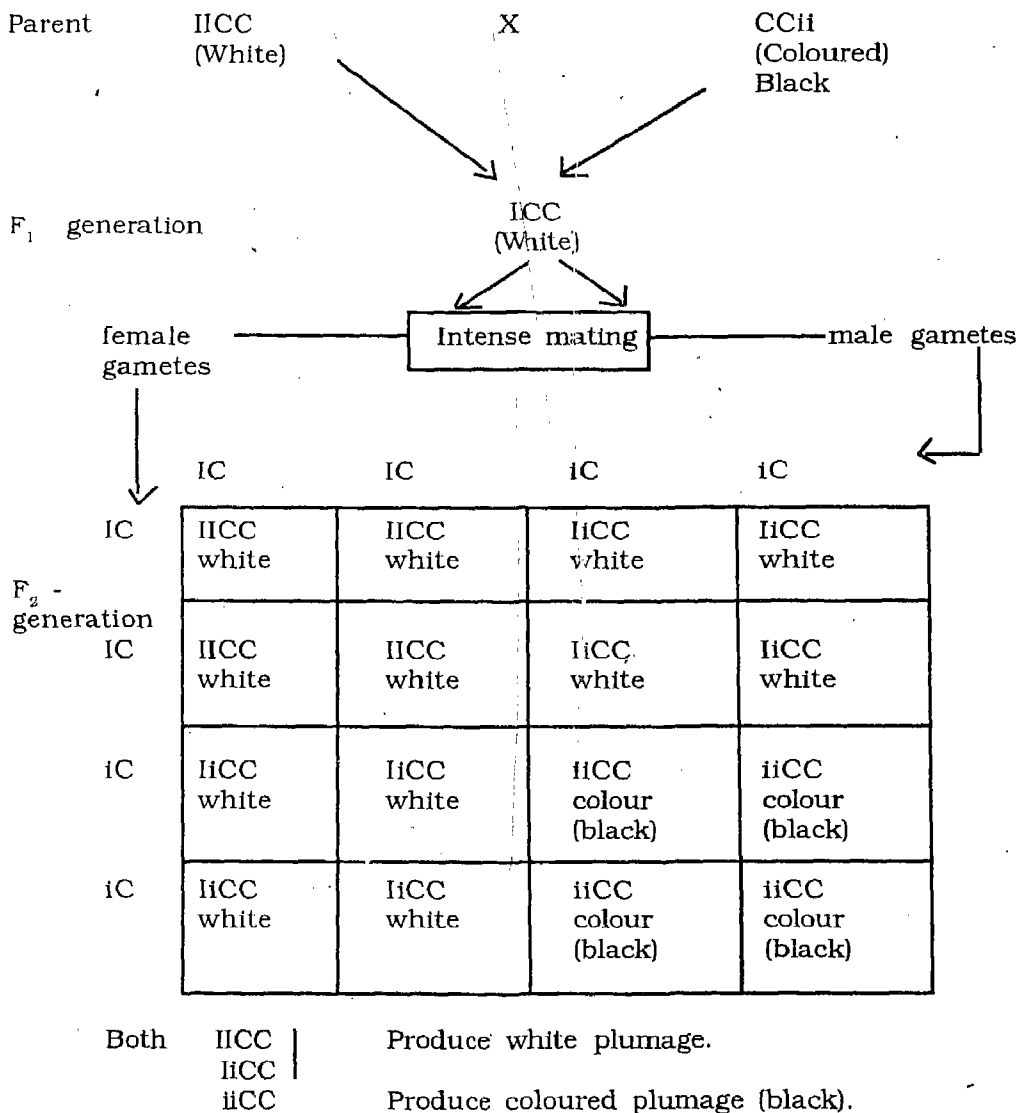 Parent IICC X CCii
(White) (Coloured)
Black
IiCC
F₁ generation (White)
female Intense mating male gametes
gametes
IC IC iC iC
IC IICC IICC IiCC IiCC
white white white white
F₂ -
generation
IC IICC IICC IiCC IiCC
white white white white
iC IiCC IiCC iiCC iiCC
white white colour colour
(black) (black)
iC IiCC IiCC iiCC iiCC
white white colour colour
(black) (black)
Both IICC Produce white plumage.
IiCC
iiCC Produce coloured plumage (black).